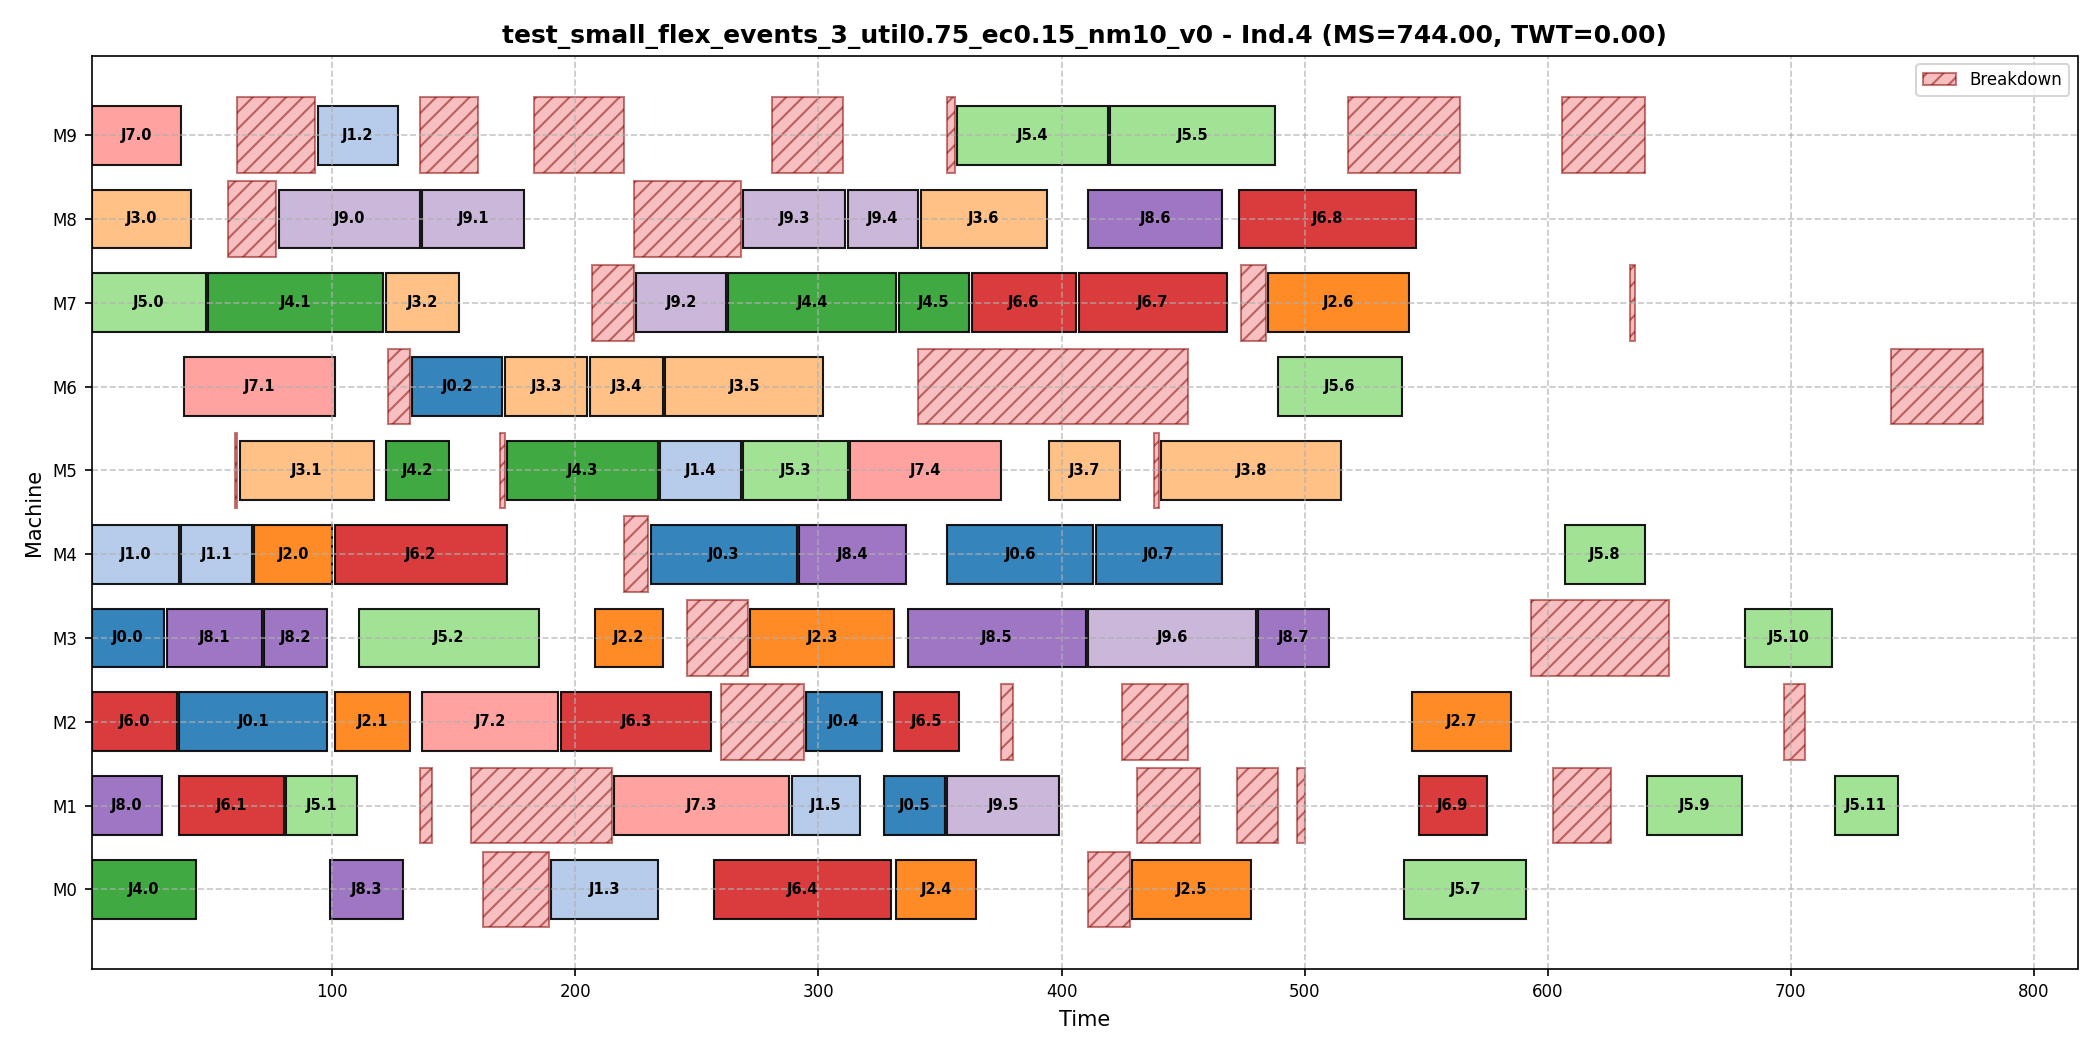 test_small_flex_events_3_util0.75_ec0.15_nm10_v0 - Ind.4 (MS=744.00, TWT=0.00)
Breakdown
M9 J7.0 J1.2 J5.4 J5.5
M8 J3.0 J9.0 J9.1 J9.3 J9.4 J3.6 J8.6 J6.8
M7 J5.0 J4.1 J3.2 J9.2 J4.4 J4.5 J6.6 J6.7 J2.6
M6 J7.1 J0.2 J3.3 J3.4 J3.5 J5.6
M5 J3.1 J4.2 J4.3 J1.4 J5.3 J7.4 J3.7 J3.8
M4 J1.0 J1.1 J2.0 J6.2 J0.3 J8.4 J0.6 J0.7 J5.8
M3 J0.0 J8.1 J8.2 J5.2 J2.2 J2.3 J8.5 J9.6 J8.7 J5.10
M2 J6.0 J0.1 J2.1 J7.2 J6.3 J0.4 J6.5 J2.7
M1 J8.0 J6.1 J5.1 J7.3 J1.5 J0.5 J9.5 J6.9 J5.9 J5.11
M0 J4.0 J8.3 J1.3 J6.4 J2.4 J2.5 J5.7
Machine
100 200 300 400 500 600 700 800
Time